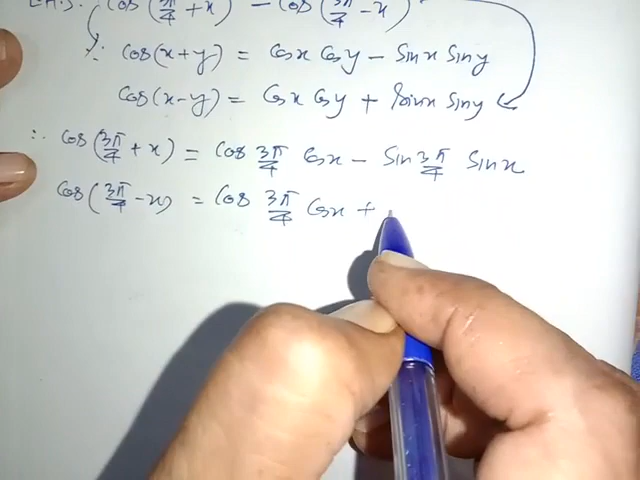 L.H.S. cos(3π/4 + x) - cos(3π/4 - x)
∵ cos(x+y) = cosx cosy - sinx siny
cos(x-y) = cosx cosy + sinx siny
∴ cos(3π/4 + x) = cos 3π/4 cosx - sin 3π/4 sinx
cos(3π/4 - x) = cos 3π/4 cosx +